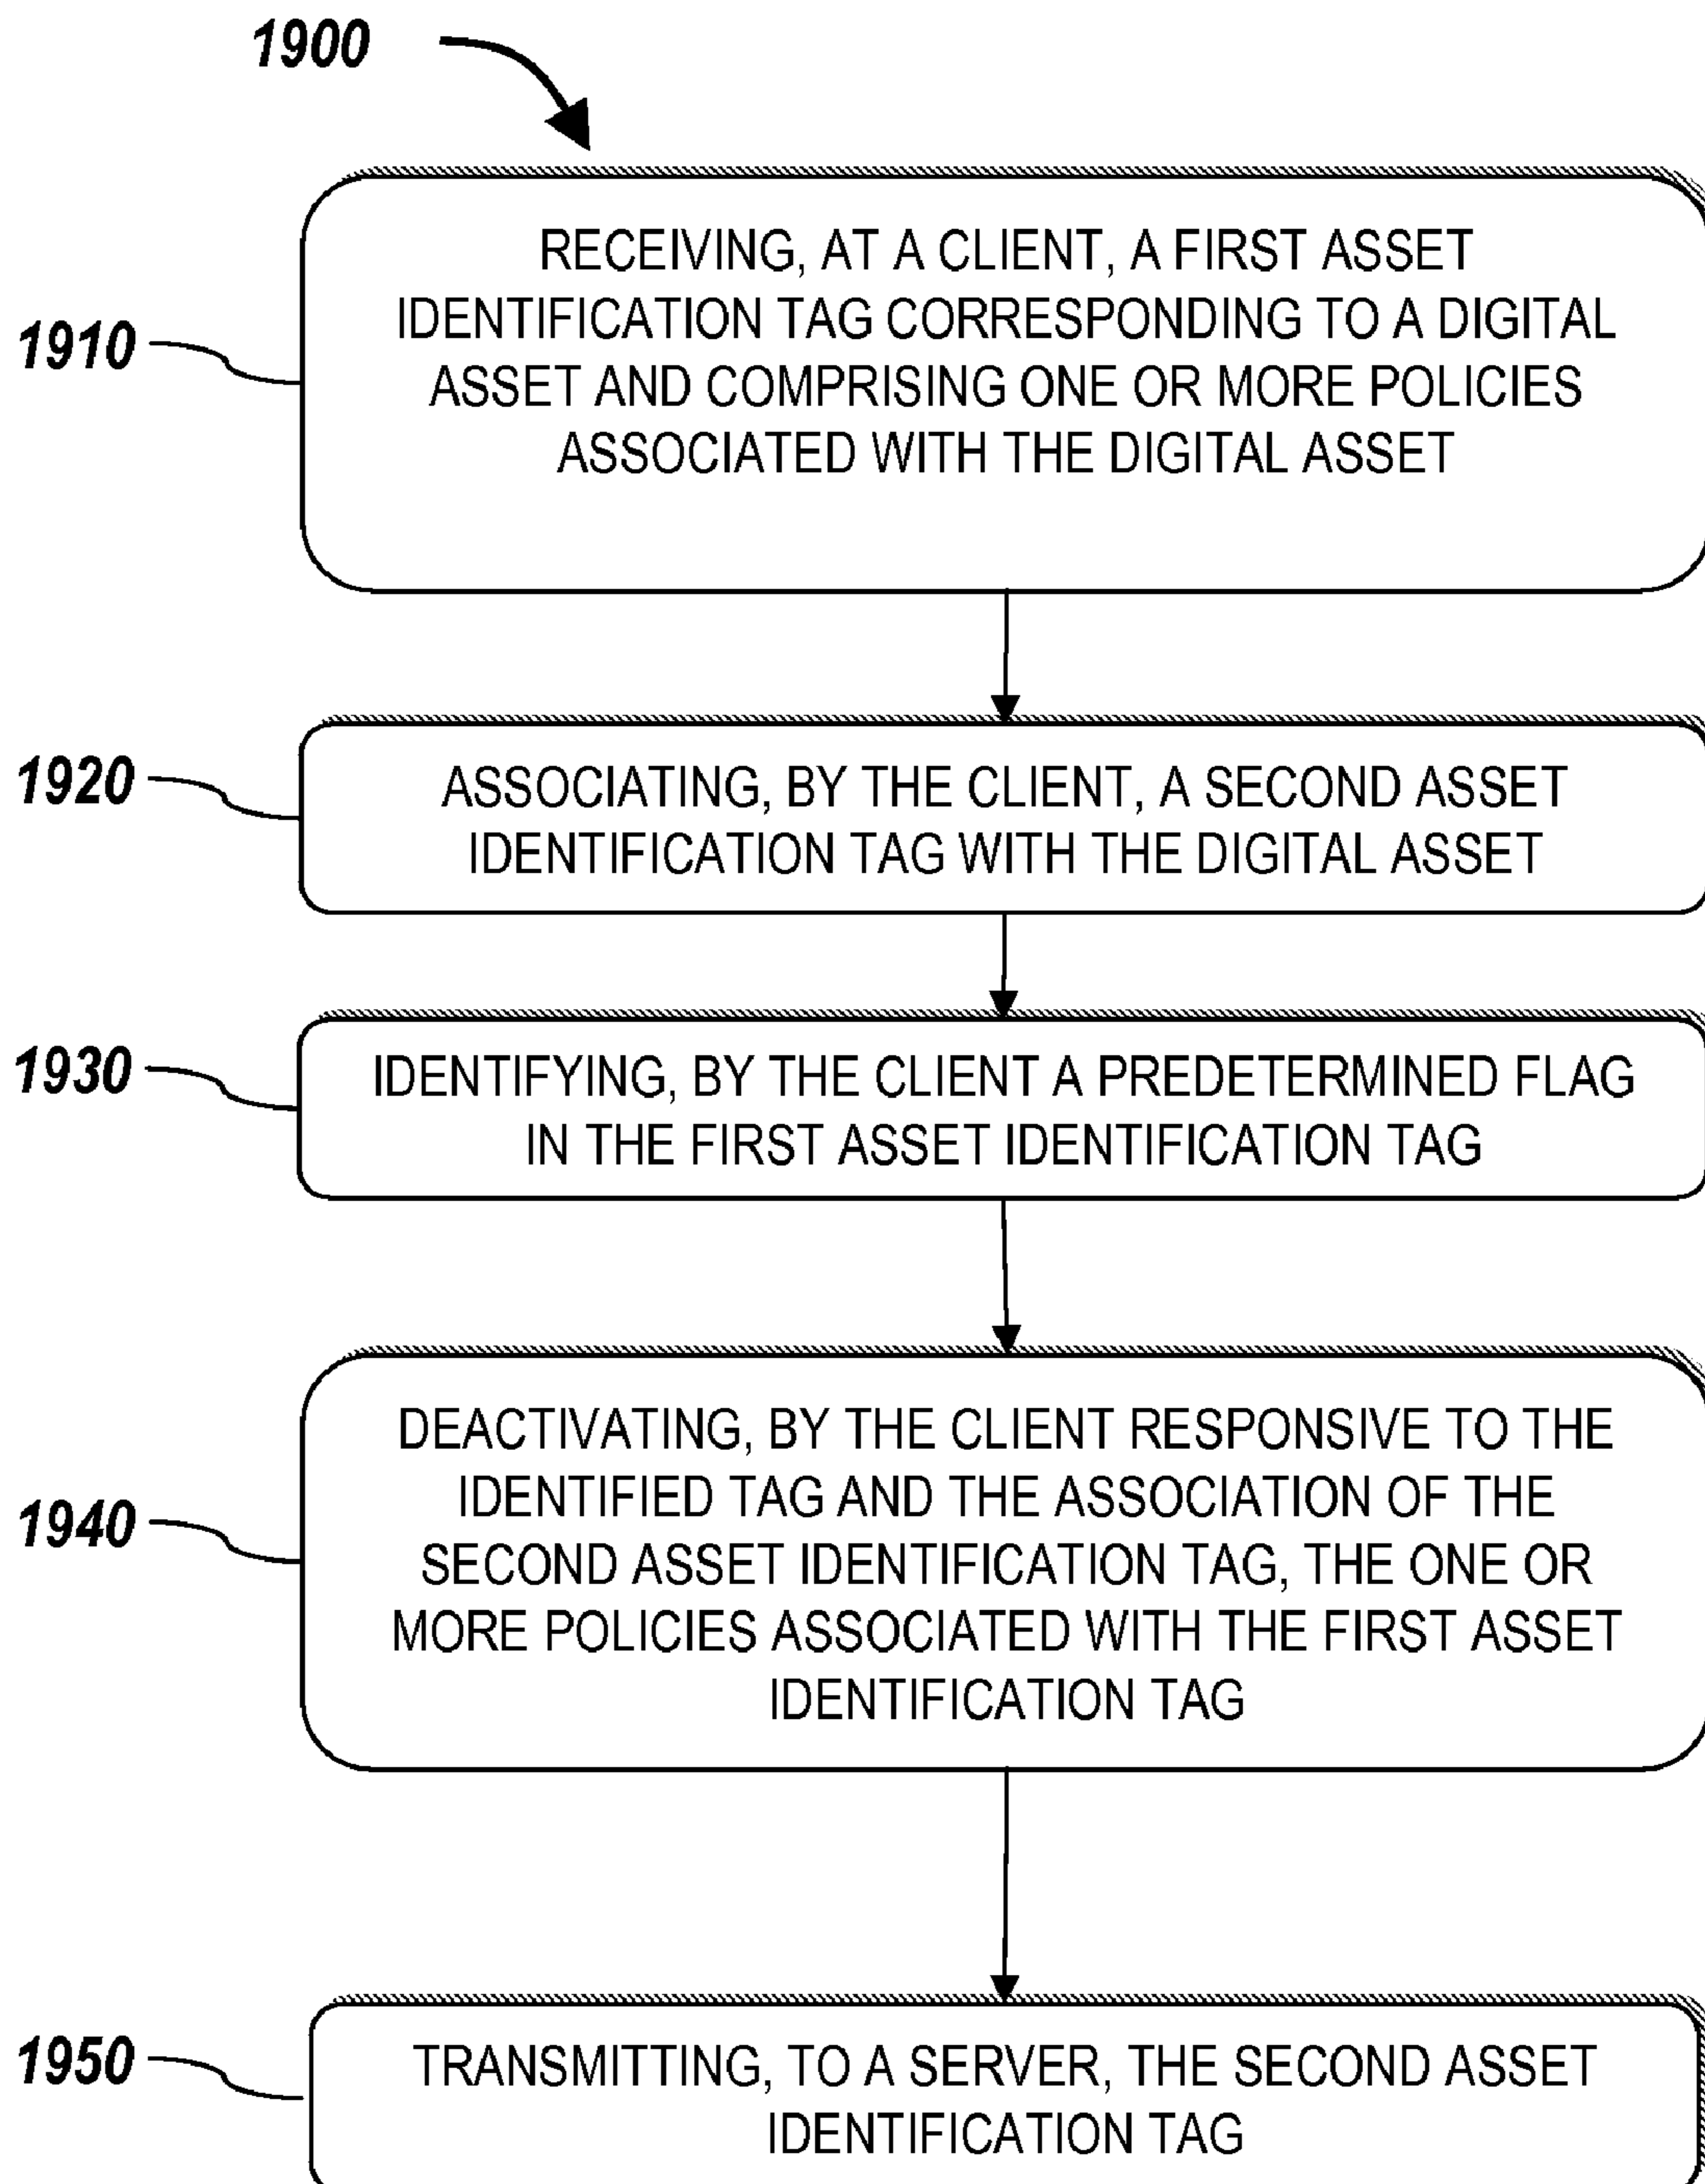 1900
1910
RECEIVING, AT A CLIENT, A FIRST ASSET
IDENTIFICATION TAG CORRESPONDING TO A DIGITAL
ASSET AND COMPRISING ONE OR MORE POLICIES
ASSOCIATED WITH THE DIGITAL ASSET
1920
ASSOCIATING, BY THE CLIENT, A SECOND ASSET
IDENTIFICATION TAG WITH THE DIGITAL ASSET
1930
IDENTIFYING, BY THE CLIENT A PREDETERMINED FLAG
IN THE FIRST ASSET IDENTIFICATION TAG
1940
DEACTIVATING, BY THE CLIENT RESPONSIVE TO THE
IDENTIFIED TAG AND THE ASSOCIATION OF THE
SECOND ASSET IDENTIFICATION TAG, THE ONE OR
MORE POLICIES ASSOCIATED WITH THE FIRST ASSET
IDENTIFICATION TAG
1950
TRANSMITTING, TO A SERVER, THE SECOND ASSET
IDENTIFICATION TAG